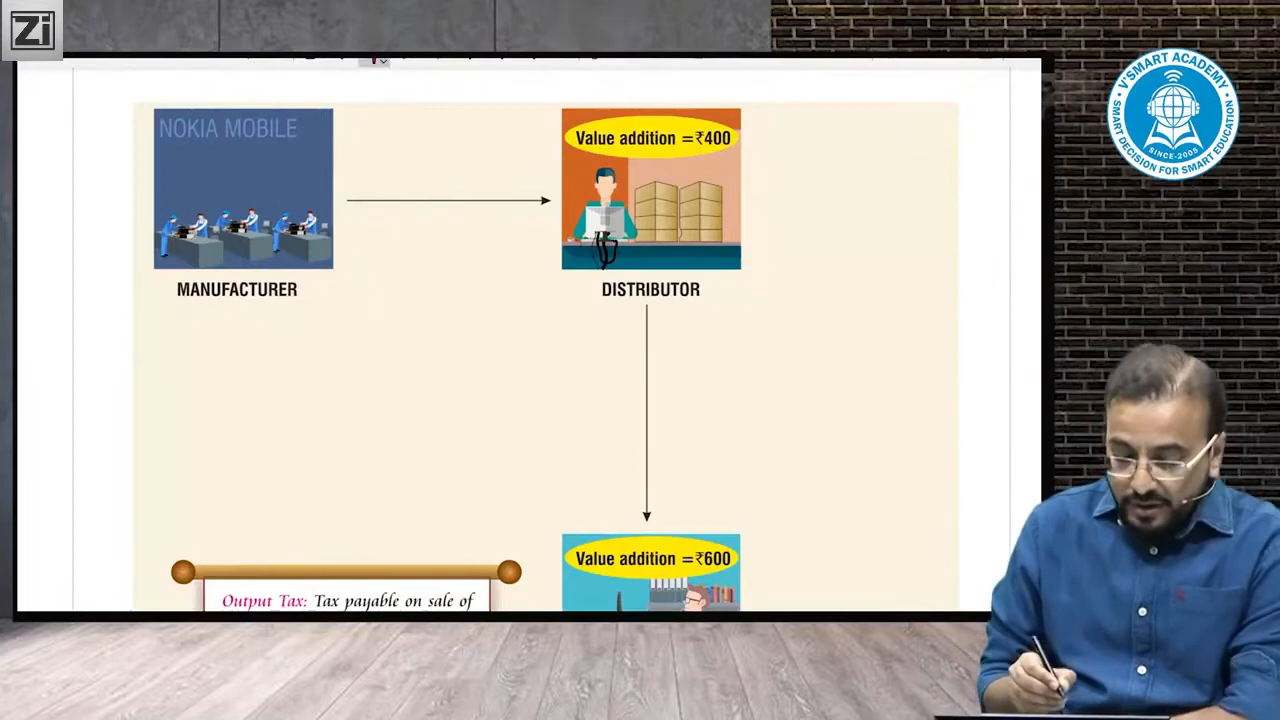 Zi
NOKIA MOBILE
Value addition =₹400
MANUFACTURER
DISTRIBUTOR
Value addition =₹600
Output Tax: Tax payable on sale of
V'SMART ACADEMY
SINCE-2005
SMART DECISION FOR SMART EDUCATION